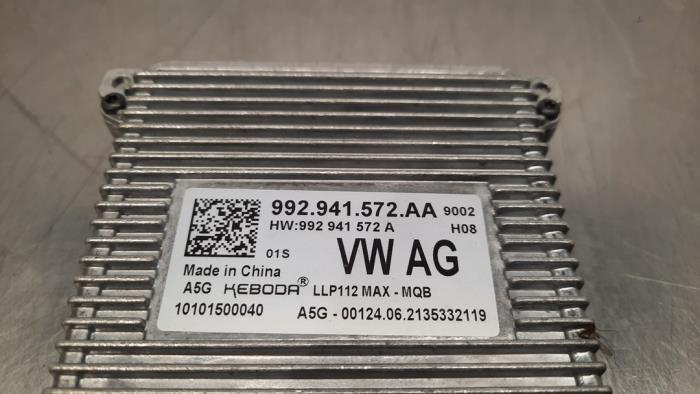 992.941.572.AA 9002
HW:992 941 572 A H08
01S VW AG
Made in China
A5G KEBODA® LLP112 MAX - MQB
10101500040 A5G - 00124.06.2135332119